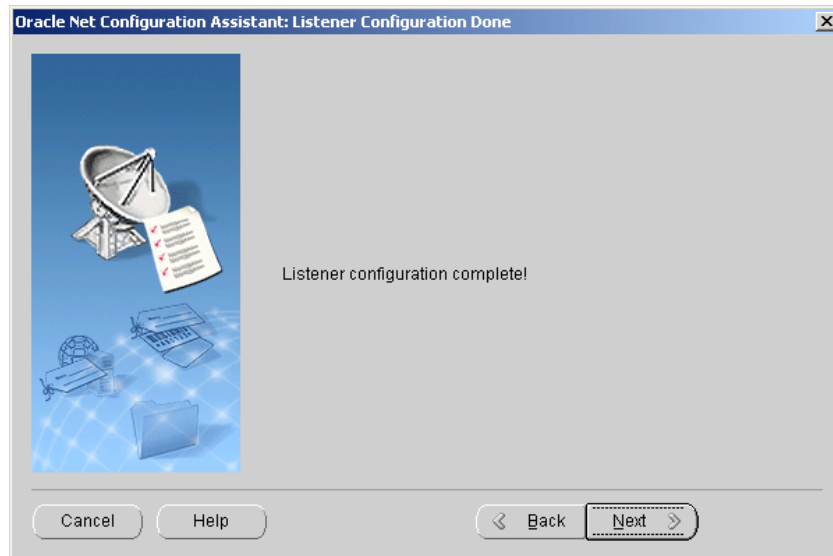 Oracle Net Configuration Assistant: Listener Configuration Done
Listener configuration complete!
Cancel
Help
Back
Next